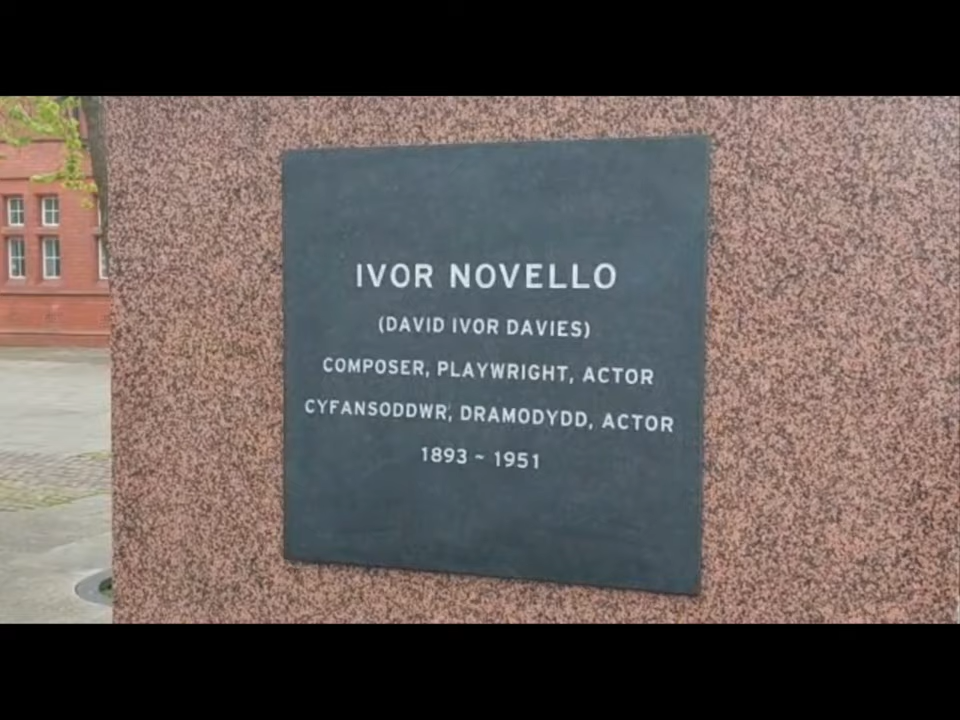 IVOR NOVELLO
(DAVID IVOR DAVIES)
COMPOSER, PLAYWRIGHT, ACTOR
CYFANSODDWR, DRAMODYDD, ACTOR
1893 ~ 1951